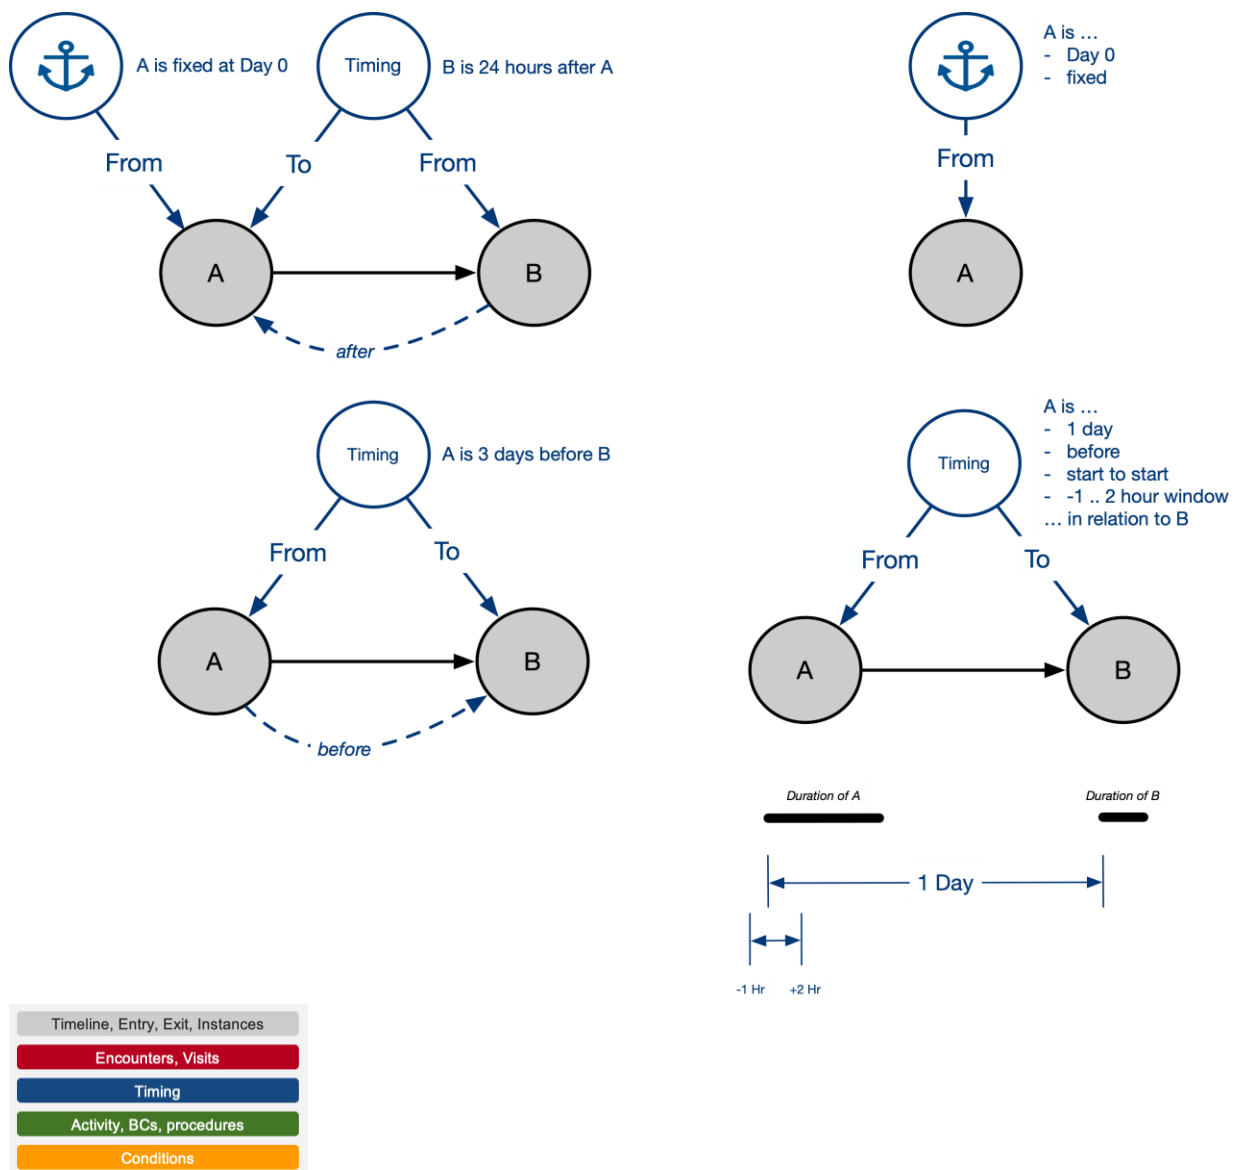 A is fixed at Day 0
Timing
B is 24 hours after A
From
To
From
A
B
after
A is …
- Day 0
- fixed
From
A
Timing
A is 3 days before B
From
To
A
B
before
Timing
A is …
- 1 day
- before
- start to start
- -1 .. 2 hour window
… in relation to B
From
To
A
B
Duration of A
Duration of B
1 Day
-1 Hr
+2 Hr
Timeline, Entry, Exit, Instances
Encounters, Visits
Timing
Activity, BCs, procedures
Conditions